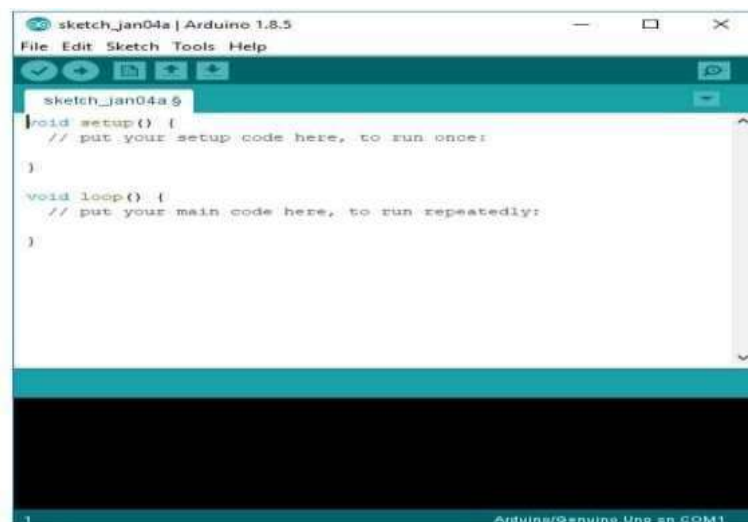 sketch_jan04a | Arduino 1.8.5
File Edit Sketch Tools Help
sketch_jan04a §
void setup() {
  // put your setup code here, to run once:

}

void loop() {
  // put your main code here, to run repeatedly:

}
1
Arduino/Genuino Uno on COM1